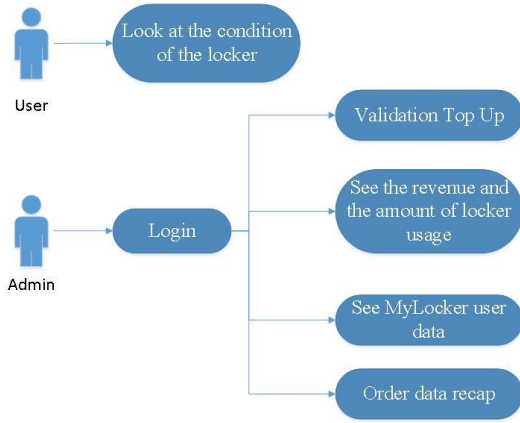 Look at the condition
of the locker
User
Validation Top Up
See the revenue and
the amount of locker
usage
Login
Admin
See MyLocker user
data
Order data recap